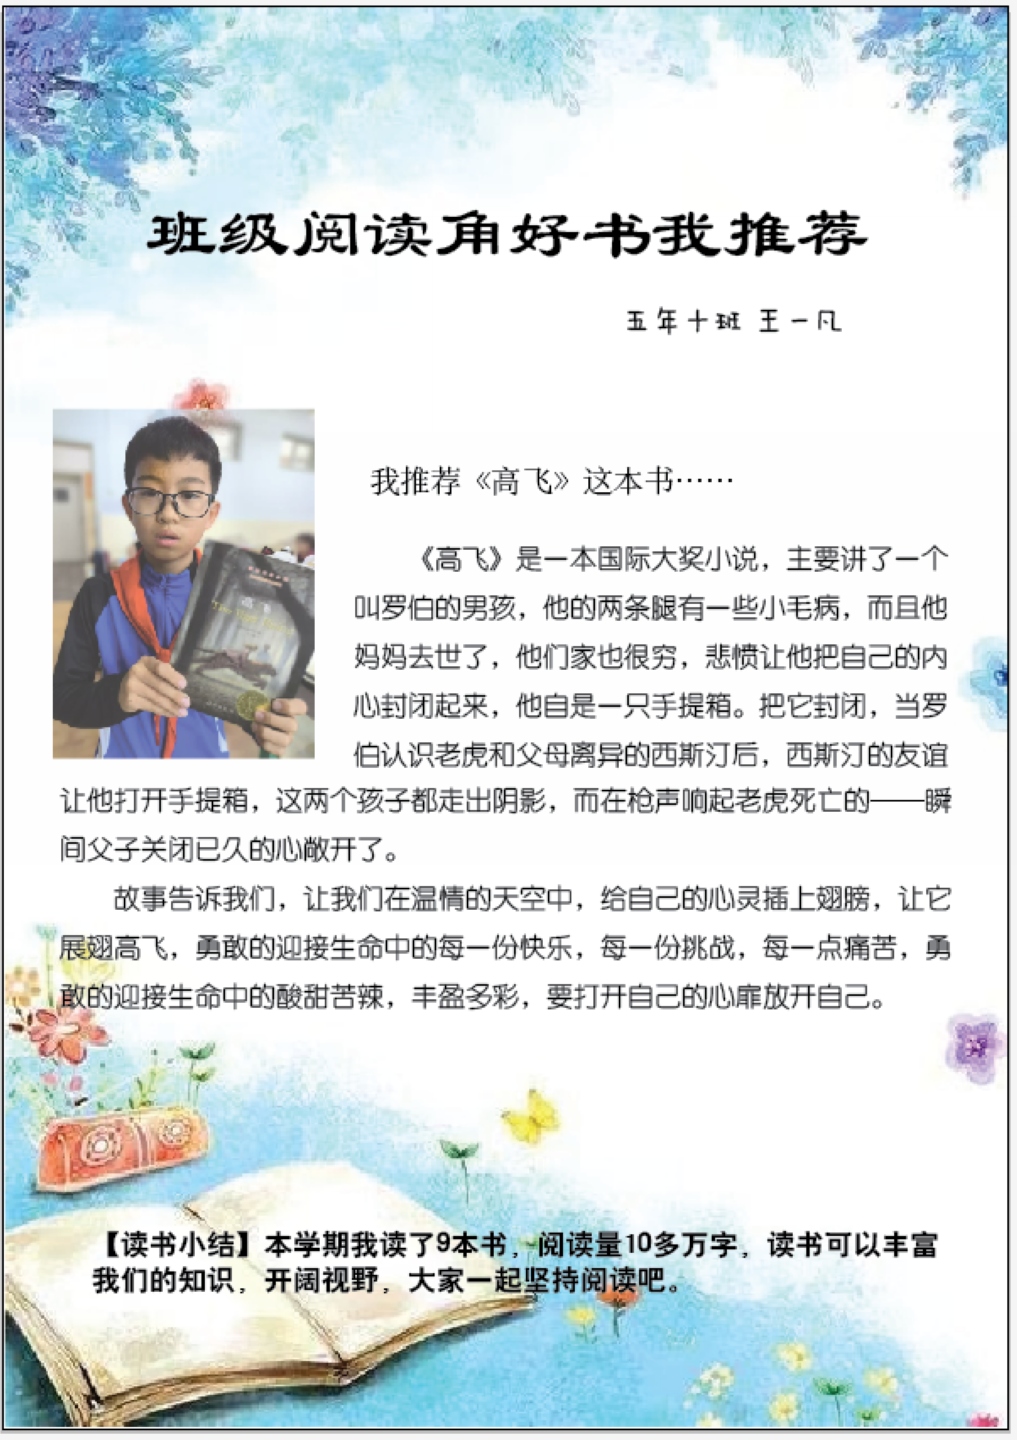 班级阅读角好书我推荐
五年十班 王一凡
高飞
我推荐《高飞》这本书……
《高飞》是一本国际大奖小说，主要讲了一个
叫罗伯的男孩，他的两条腿有一些小毛病，而且他
妈妈去世了，他们家也很穷，悲愤让他把自己的内
心封闭起来，他自是一只手提箱。把它封闭，当罗
伯认识老虎和父母离异的西斯汀后，西斯汀的友谊
让他打开手提箱，这两个孩子都走出阴影，而在枪声响起老虎死亡的——瞬
间父子关闭已久的心敞开了。
故事告诉我们，让我们在温情的天空中，给自己的心灵插上翅膀，让它
展翅高飞，勇敢的迎接生命中的每一份快乐，每一份挑战，每一点痛苦，勇
敢的迎接生命中的酸甜苦辣，丰盈多彩，要打开自己的心扉放开自己。
【读书小结】本学期我读了9本书，阅读量10多万字，读书可以丰富
我们的知识，开阔视野，大家一起坚持阅读吧。